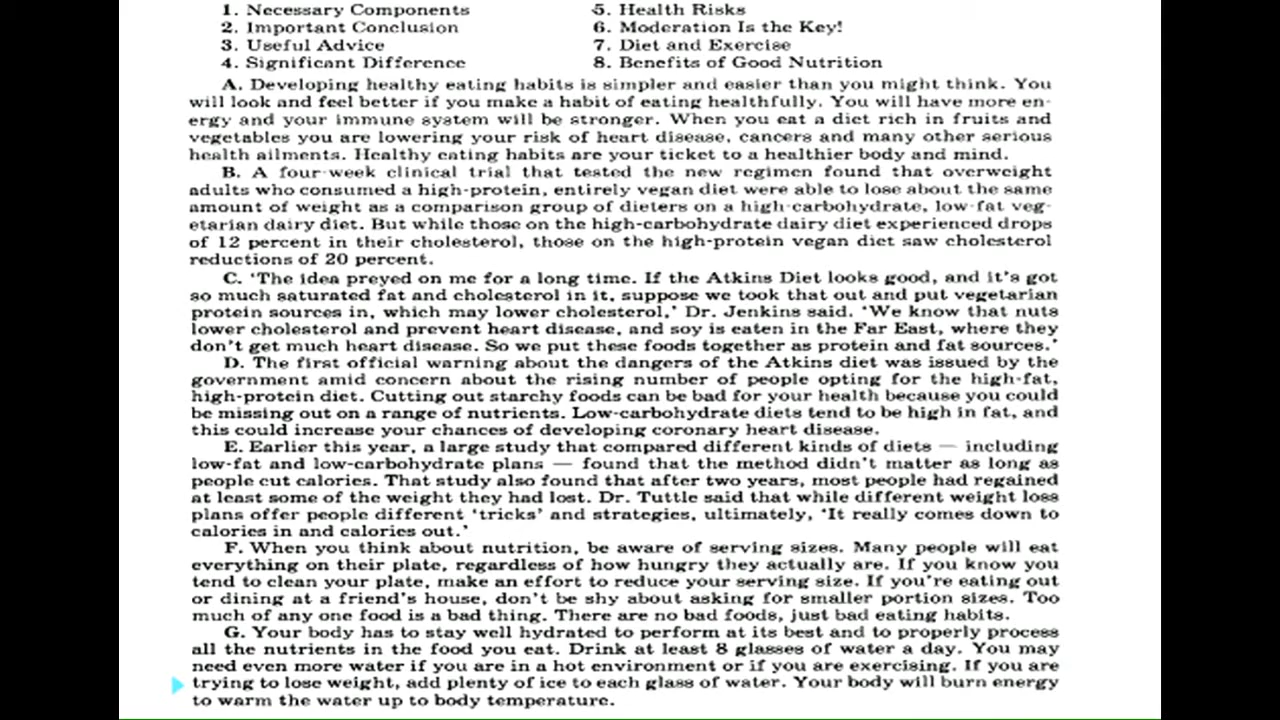 1. Necessary Components
2. Important Conclusion
3. Useful Advice
4. Significant Difference
5. Health Risks
6. Moderation Is the Key!
7. Diet and Exercise
8. Benefits of Good Nutrition
A. Developing healthy eating habits is simpler and easier than you might think. You
will look and feel better if you make a habit of eating healthfully. You will have more en-
ergy and your immune system will be stronger. When you eat a diet rich in fruits and
vegetables you are lowering your risk of heart disease, cancers and many other serious
health ailments. Healthy eating habits are your ticket to a healthier body and mind.
B. A four-week clinical trial that tested the new regimen found that overweight
adults who consumed a high-protein, entirely vegan diet were able to lose about the same
amount of weight as a comparison group of dieters on a high-carbohydrate, low-fat veg-
etarian dairy diet. But while those on the high-carbohydrate dairy diet experienced drops
of 12 percent in their cholesterol, those on the high-protein vegan diet saw cholesterol
reductions of 20 percent.
C. ‘The idea preyed on me for a long time. If the Atkins Diet looks good, and it’s got
so much saturated fat and cholesterol in it, suppose we took that out and put vegetarian
protein sources in, which may lower cholesterol,’ Dr. Jenkins said. ‘We know that nuts
lower cholesterol and prevent heart disease, and soy is eaten in the Far East, where they
don’t get much heart disease. So we put these foods together as protein and fat sources.’
D. The first official warning about the dangers of the Atkins diet was issued by the
government amid concern about the rising number of people opting for the high-fat,
high-protein diet. Cutting out starchy foods can be bad for your health because you could
be missing out on a range of nutrients. Low-carbohydrate diets tend to be high in fat, and
this could increase your chances of developing coronary heart disease.
E. Earlier this year, a large study that compared different kinds of diets — including
low-fat and low-carbohydrate plans — found that the method didn’t matter as long as
people cut calories. That study also found that after two years, most people had regained
at least some of the weight they had lost. Dr. Tuttle said that while different weight loss
plans offer people different ‘tricks’ and strategies, ultimately, ‘It really comes down to
calories in and calories out.’
F. When you think about nutrition, be aware of serving sizes. Many people will eat
everything on their plate, regardless of how hungry they actually are. If you know you
tend to clean your plate, make an effort to reduce your serving size. If you’re eating out
or dining at a friend’s house, don’t be shy about asking for smaller portion sizes. Too
much of any one food is a bad thing. There are no bad foods, just bad eating habits.
G. Your body has to stay well hydrated to perform at its best and to properly process
all the nutrients in the food you eat. Drink at least 8 glasses of water a day. You may
need even more water if you are in a hot environment or if you are exercising. If you are
trying to lose weight, add plenty of ice to each glass of water. Your body will burn energy
to warm the water up to body temperature.